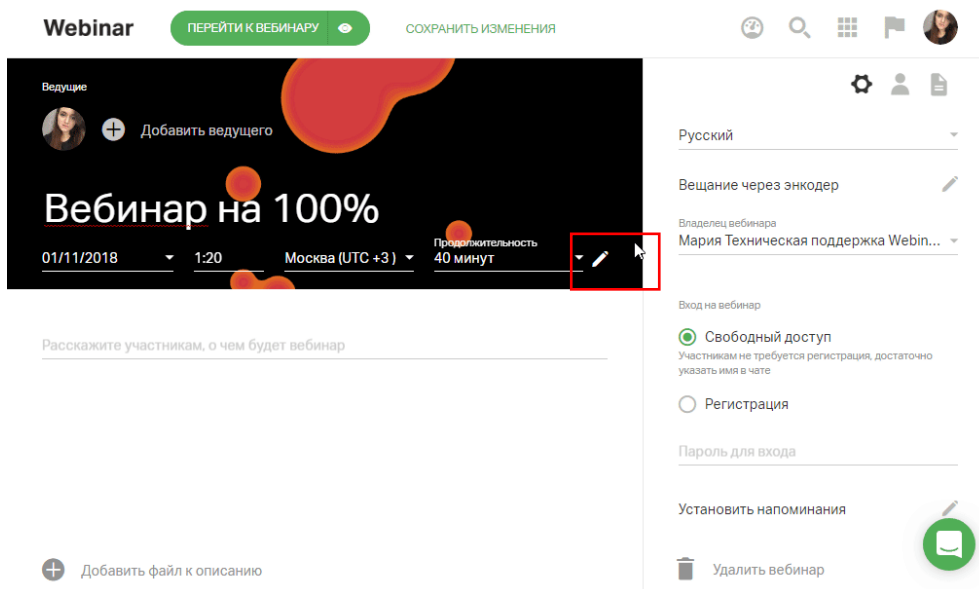 Webinar
ПЕРЕЙТИ К ВЕБИНАРУ
СОХРАНИТЬ ИЗМЕНЕНИЯ
Ведущие
Добавить ведущего
Вебинар на 100%
Продолжительность
01/11/2018 1:20 Москва (UTC +3 ) 40 минут
Расскажите участникам, о чем будет вебинар
Добавить файл к описанию
Русский
Вещание через энкодер
Владелец вебинара
Мария Техническая поддержка Webin...
Вход на вебинар
Свободный доступ
Участникам не требуется регистрация, достаточно
указать имя в чате
Регистрация
Пароль для входа
Установить напоминания
Удалить вебинар